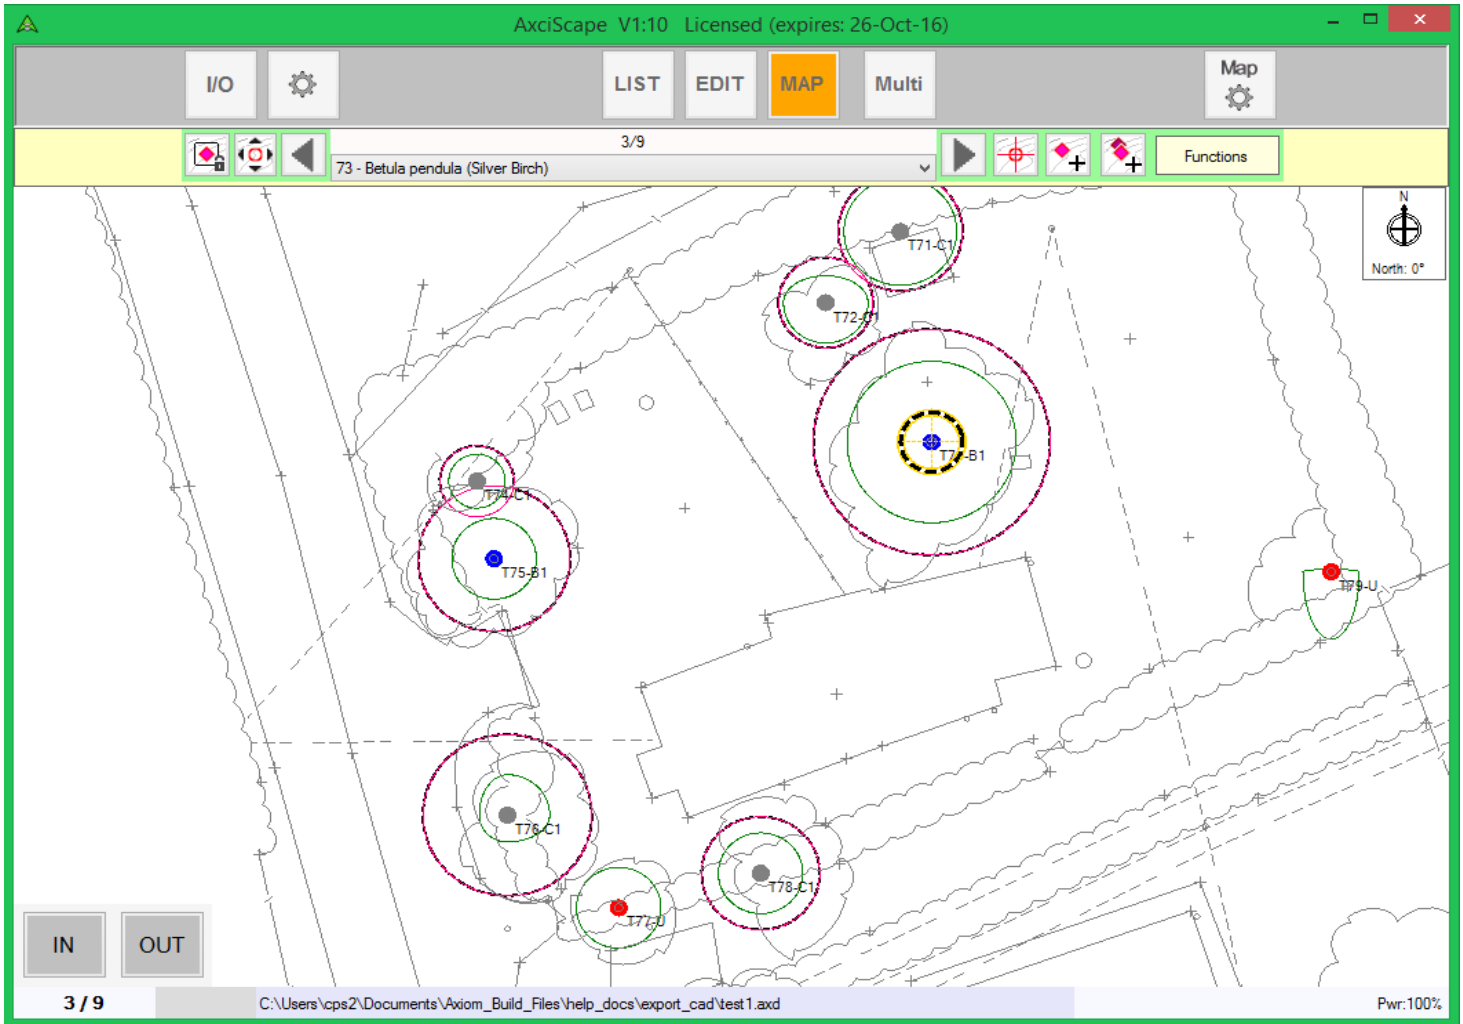 AxciScape V1:10 Licensed (expires: 26-Oct-16)
I/O
LIST
EDIT
MAP
Multi
Map
3/9
73 - Betula pendula (Silver Birch)
Functions
N
North: 0°
T71-C1
T72-C1
-B1
T74-C1
T75-B1
T79-U
T76-C1
T78-C1
T77-U
IN
OUT
3 / 9
C:\Users\cps2\Documents\Axiom_Build_Files\help_docs\export_cad\test1.axd
Pwr:100%